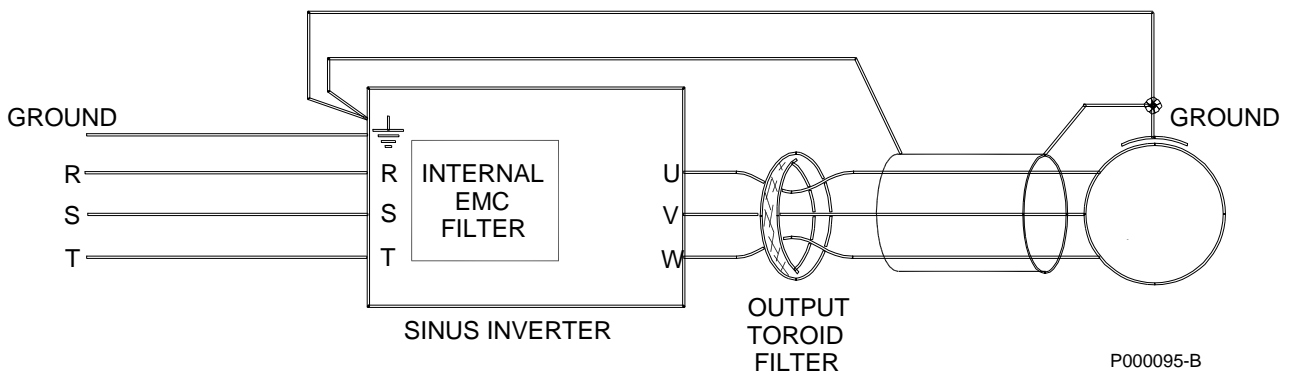 GROUND
GROUND
R
S
T
R
S
T
INTERNAL
EMC
FILTER
U
V
W
SINUS INVERTER
OUTPUT
TOROID
FILTER
P000095-B